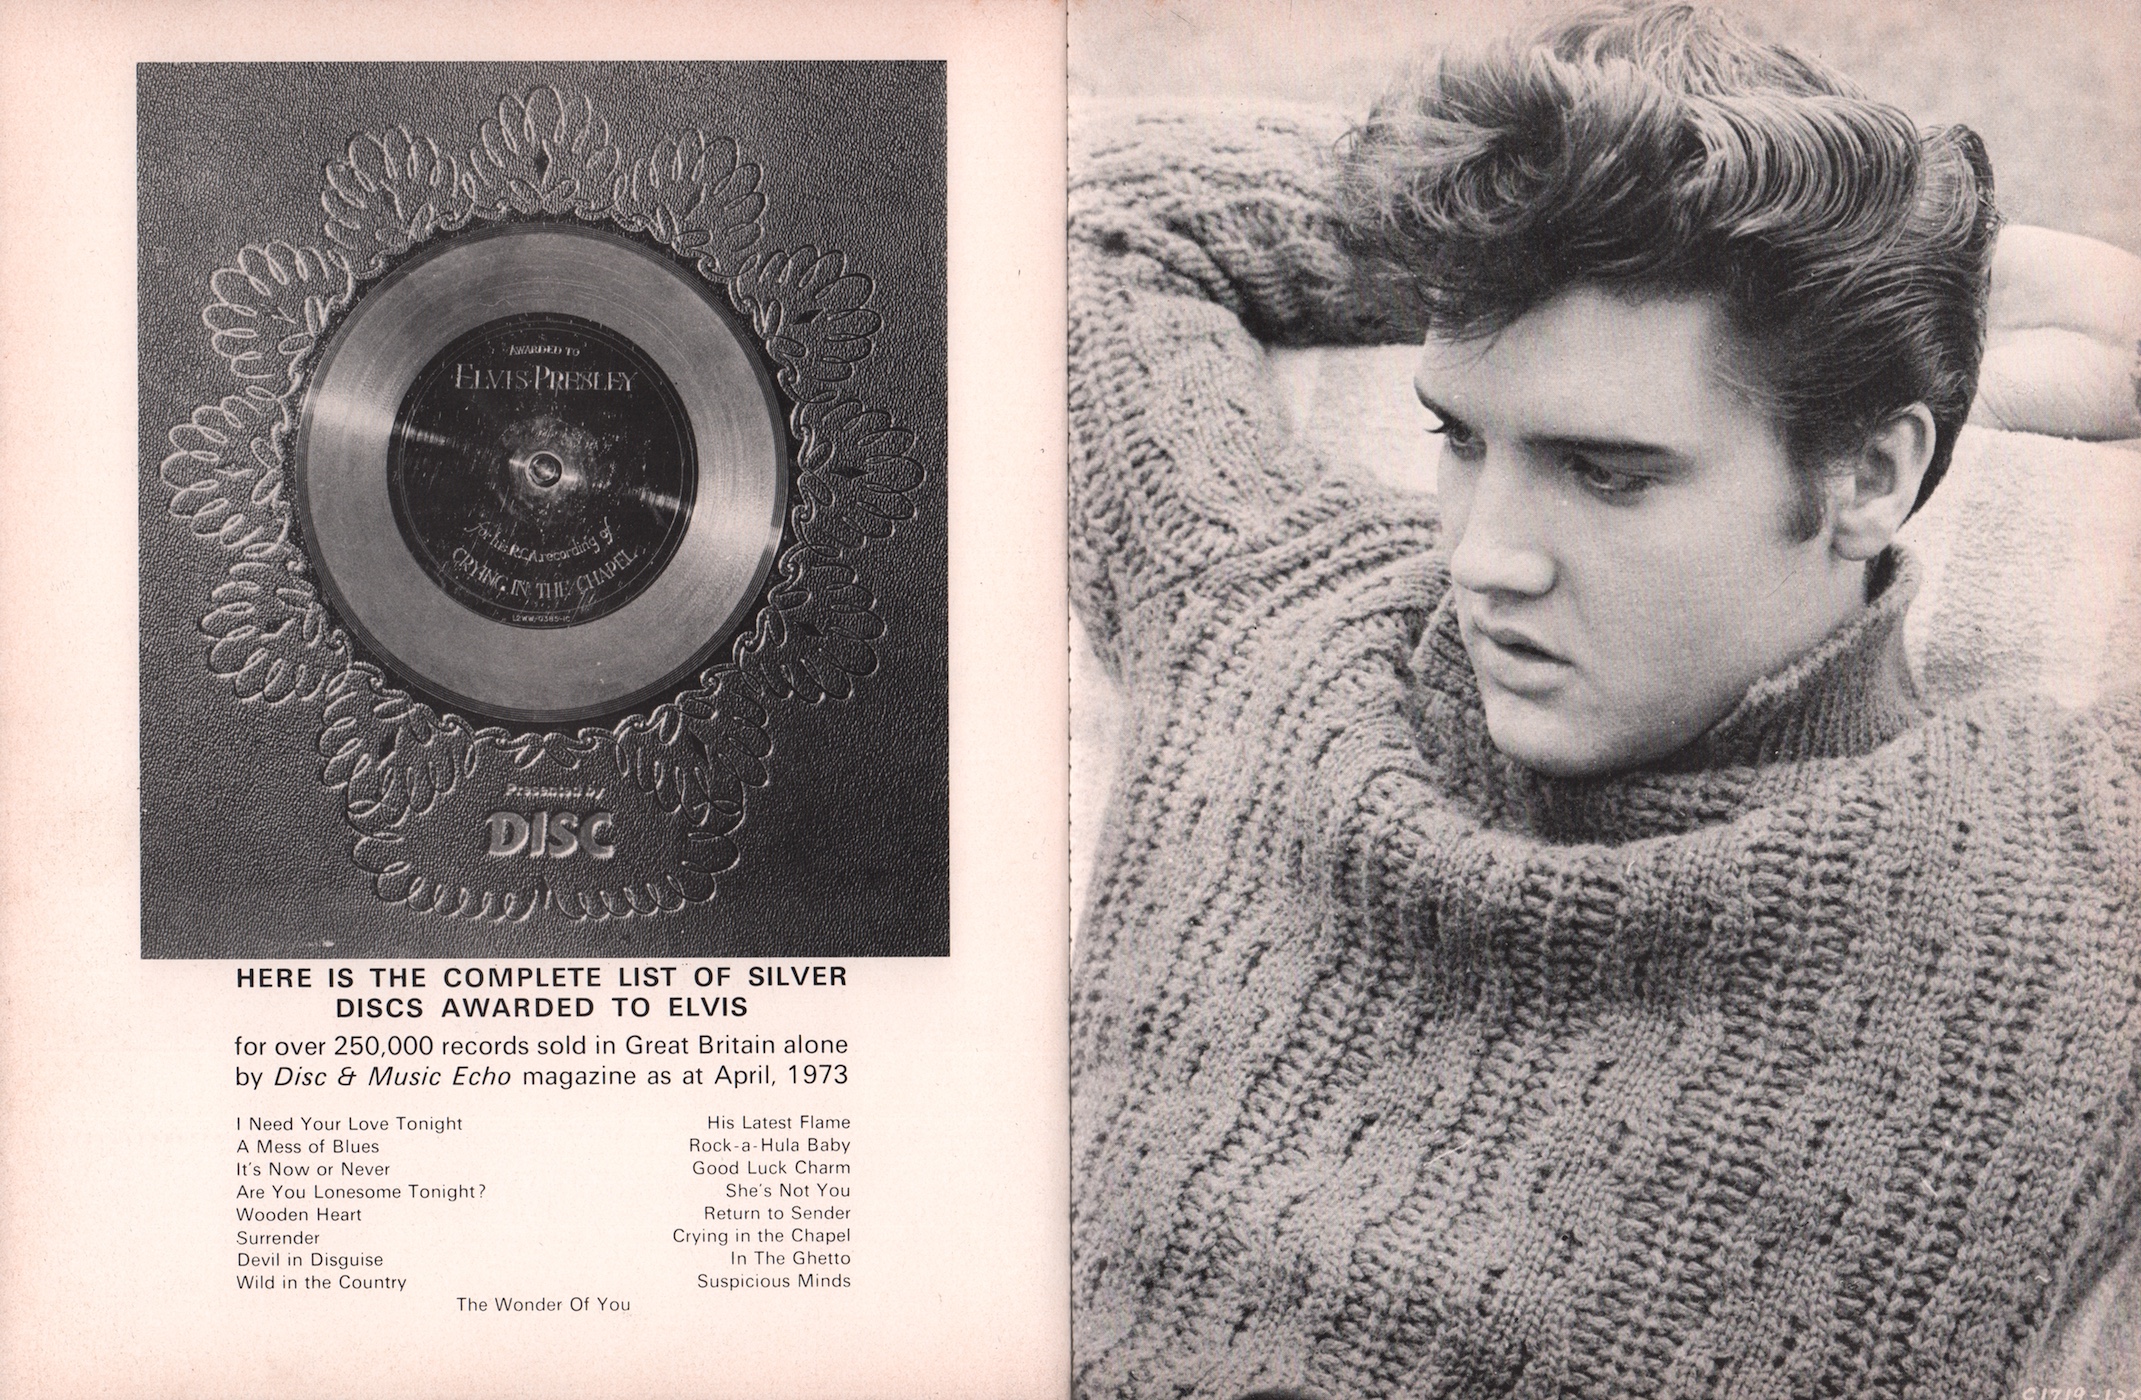 AWARDED TO
ELVIS PRESLEY
for his RCA recording of
CRYING IN THE CHAPEL
Presented by
DISC
HERE IS THE COMPLETE LIST OF SILVER
DISCS AWARDED TO ELVIS
for over 250,000 records sold in Great Britain alone
by Disc & Music Echo magazine as at April, 1973
I Need Your Love Tonight
A Mess of Blues
It's Now or Never
Are You Lonesome Tonight?
Wooden Heart
Surrender
Devil in Disguise
Wild in the Country
His Latest Flame
Rock-a-Hula Baby
Good Luck Charm
She's Not You
Return to Sender
Crying in the Chapel
In The Ghetto
Suspicious Minds
The Wonder Of You